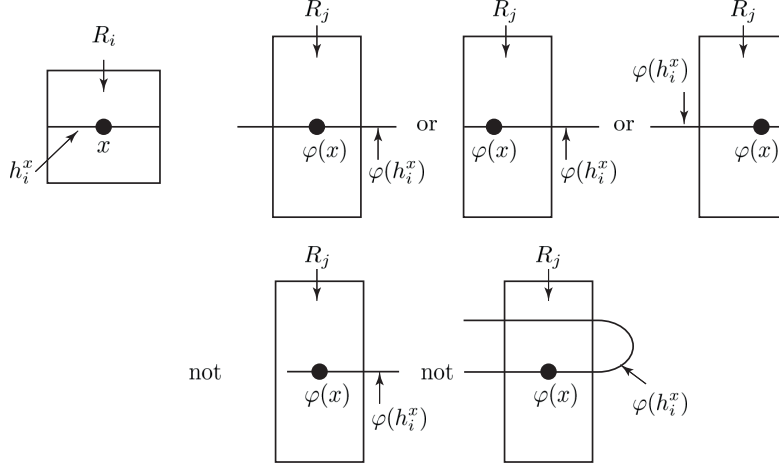 R_i
x
h_i^x
R_j
φ(x)
φ(h_i^x)
or
R_j
φ(x)
φ(h_i^x)
or
R_j
φ(h_i^x)
φ(x)
not
R_j
φ(x)
φ(h_i^x)
not
R_j
φ(x)
φ(h_i^x)